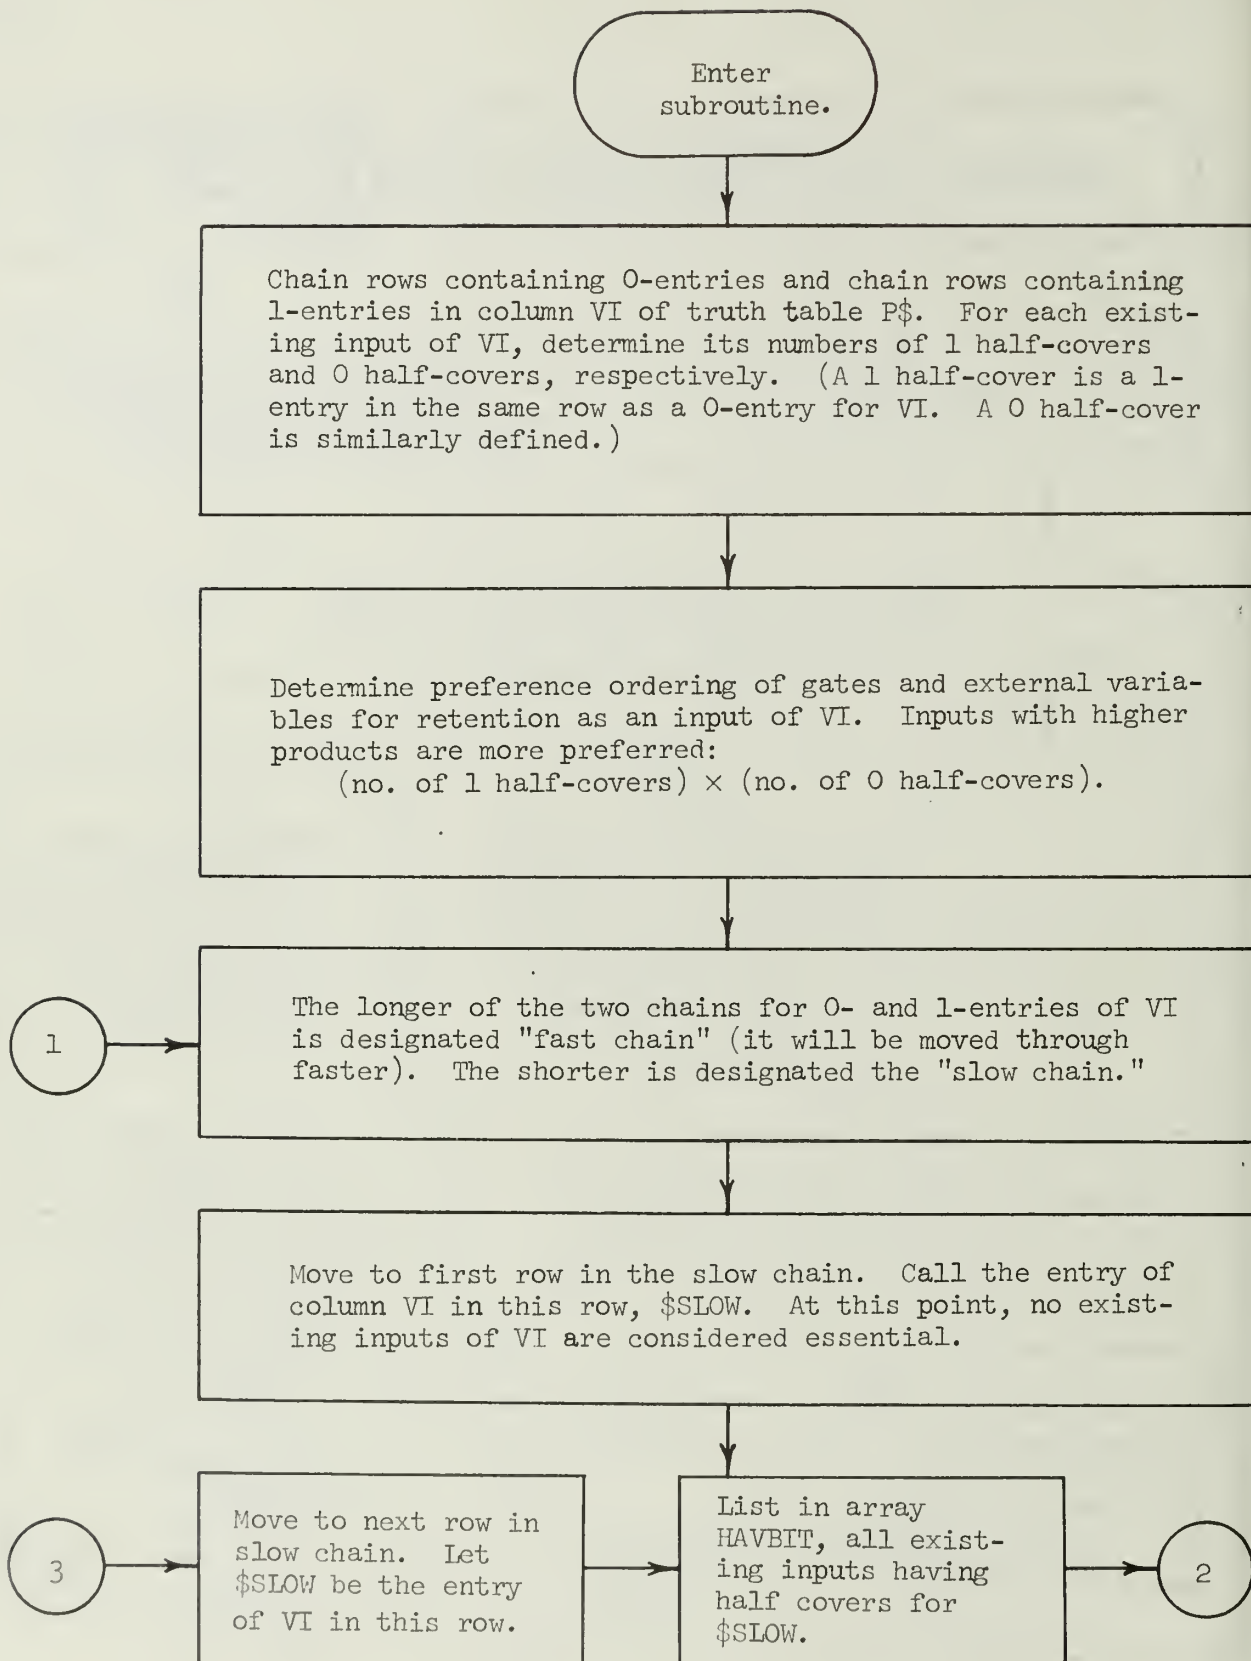 Enter
subroutine.
Chain rows containing 0-entries and chain rows containing
1-entries in column VI of truth table P$. For each exist-
ing input of VI, determine its numbers of 1 half-covers
and 0 half-covers, respectively. (A 1 half-cover is a 1-
entry in the same row as a 0-entry for VI. A 0 half-cover
is similarly defined.)
Determine preference ordering of gates and external varia-
bles for retention as an input of VI. Inputs with higher
products are more preferred:
(no. of 1 half-covers) × (no. of 0 half-covers).
1
The longer of the two chains for 0- and 1-entries of VI
is designated "fast chain" (it will be moved through
faster). The shorter is designated the "slow chain."
Move to first row in the slow chain. Call the entry of
column VI in this row, $SLOW. At this point, no exist-
ing inputs of VI are considered essential.
3
Move to next row in
slow chain. Let
$SLOW be the entry
of VI in this row.
List in array
HAVBIT, all exist-
ing inputs having
half covers for
$SLOW.
2